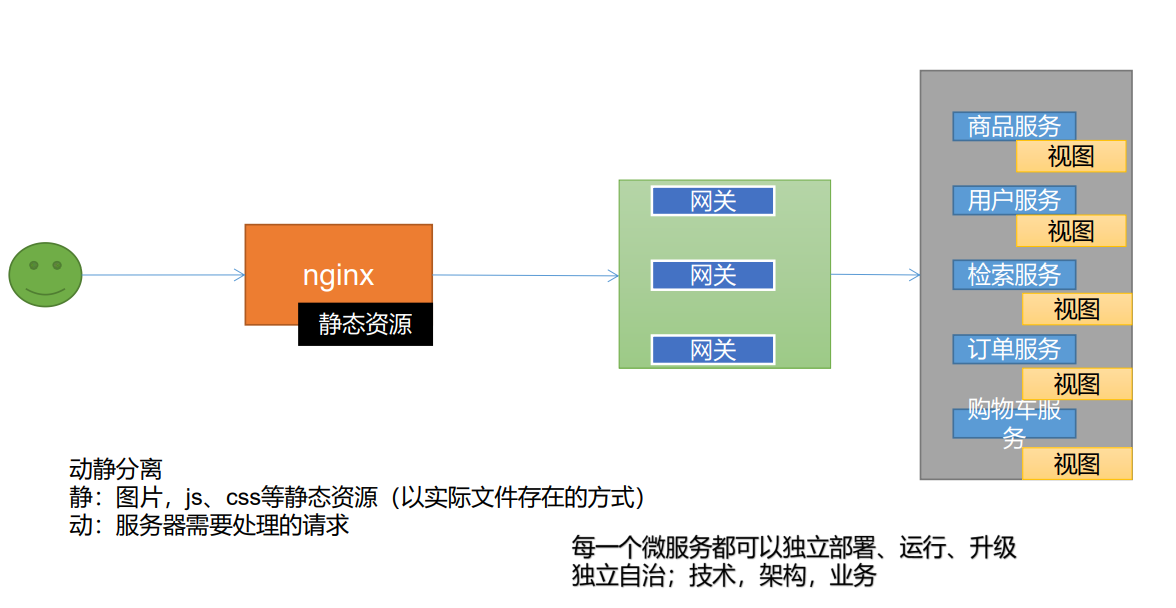 商品服务
视图
网关
用户服务
视图
nginx
网关
检索服务
视图
静态资源
网关
订单服务
视图
购物车服
务
视图
动静分离
静：图片，js、css等静态资源（以实际文件存在的方式）
动：服务器需要处理的请求
每一个微服务都可以独立部署、运行、升级
独立自治；技术，架构，业务